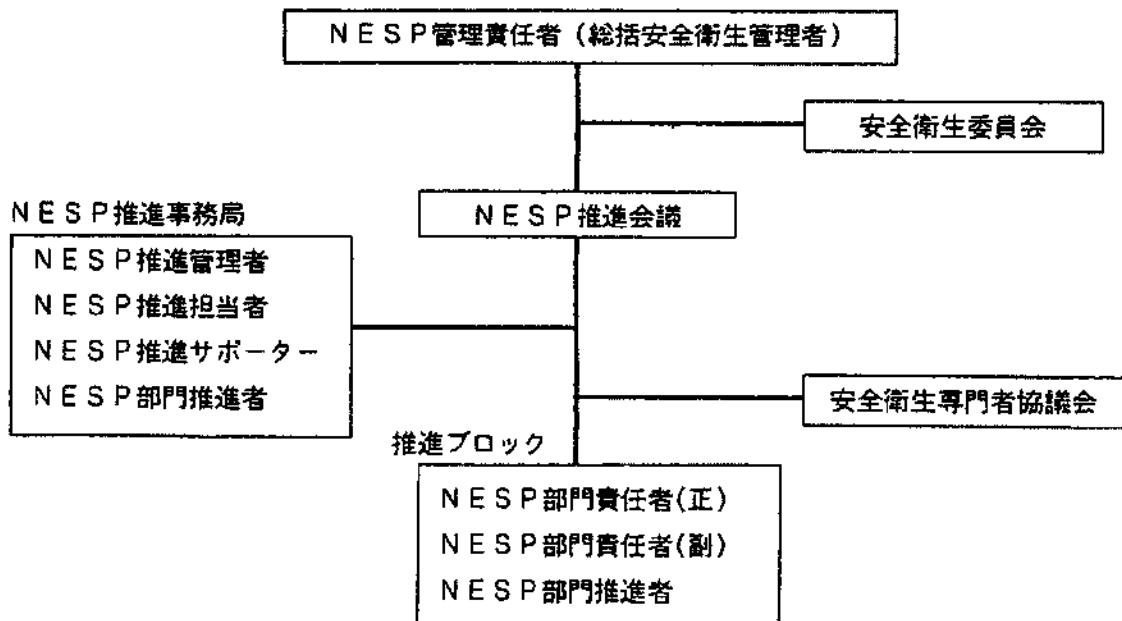 NESP管理責任者（総括安全衛生管理者）
安全衛生委員会
NESP推進会議
NESP推進事務局
NESP推進管理者
NESP推進担当者
NESP推進サポーター
NESP部門推進者
安全衛生専門者協議会
推進ブロック
NESP部門責任者(正)
NESP部門責任者(副)
NESP部門推進者